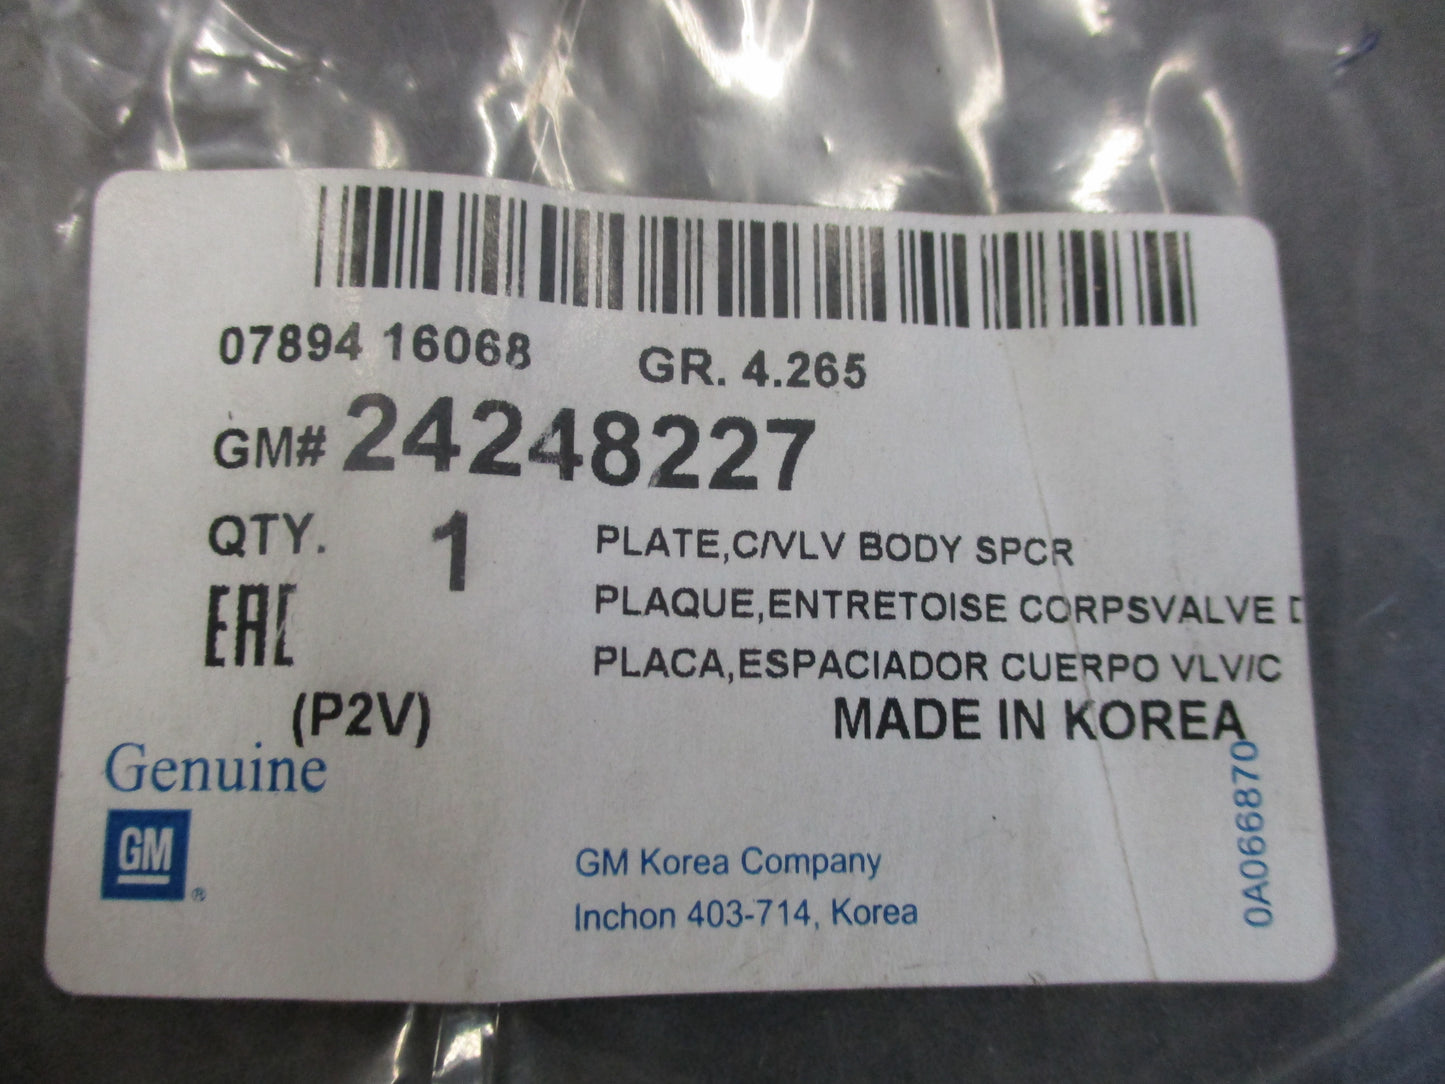 07894 16068 GR. 4.265
GM# 24248227
QTY. 1
PLATE,C/VLV BODY SPCR
PLAQUE,ENTRETOISE CORPSVALVE D
PLACA,ESPACIADOR CUERPO VLV/C
EAC
(P2V)
MADE IN KOREA
Genuine
GM
®
GM Korea Company
Inchon 403-714, Korea
0A066870